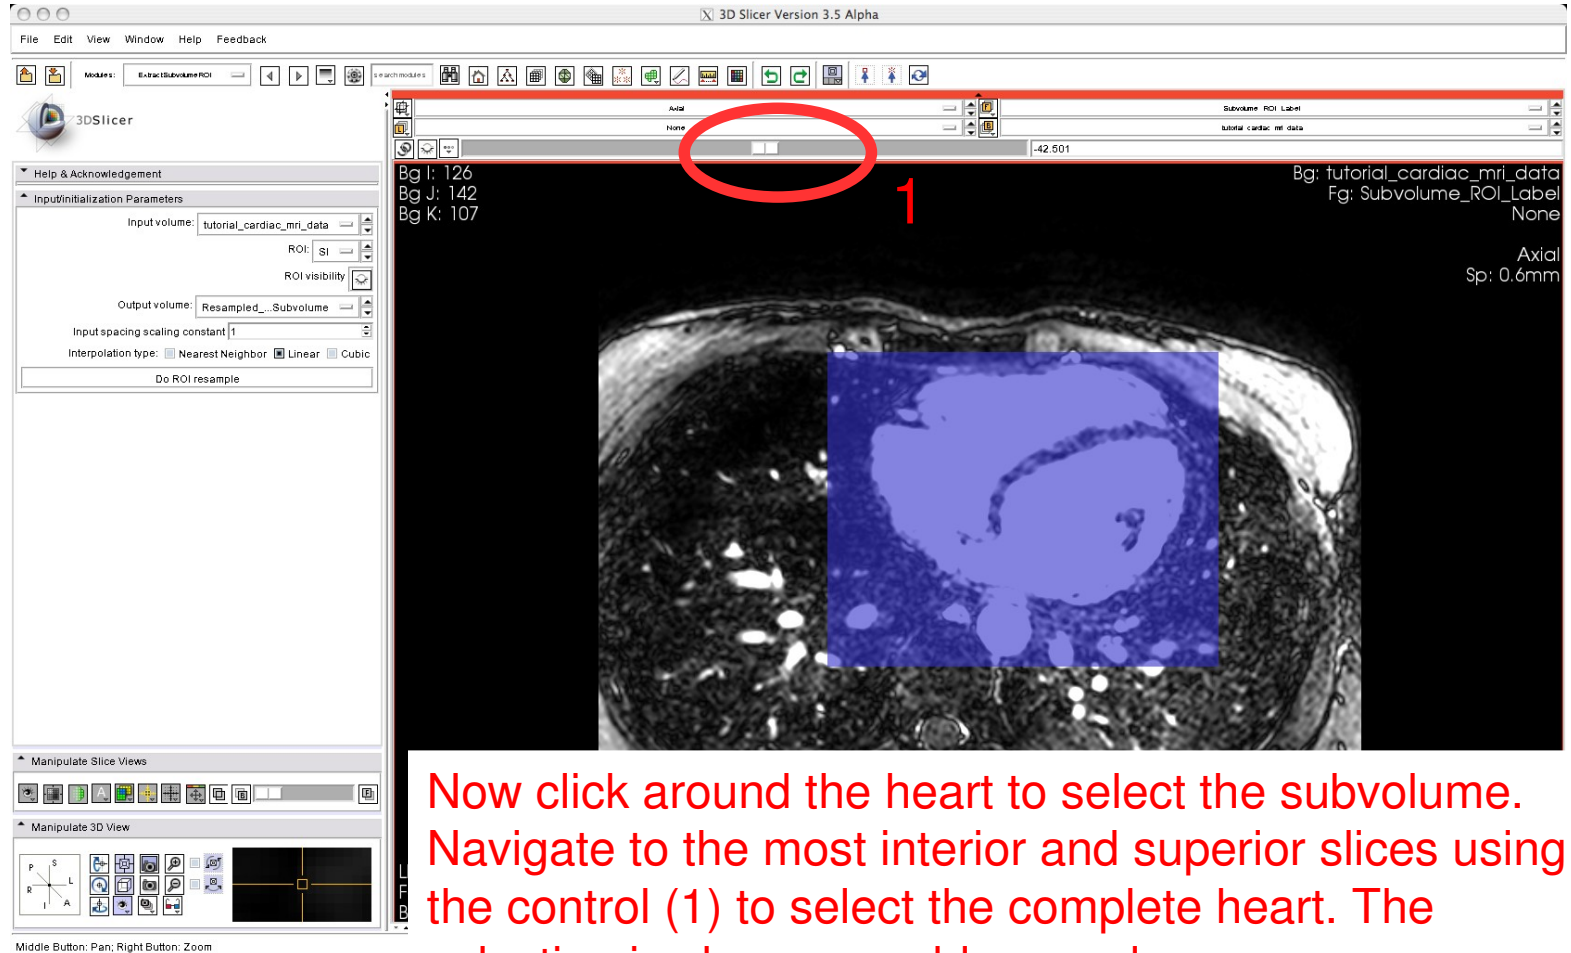 3D Slicer Version 3.5 Alpha
File Edit View Window Help Feedback
Modules: ExtractSubvolumeROI searchmodules
3DSlicer
Axial
Subvolume ROI Label
None
tutorial cardiac mri data
-42.501
Help & Acknowledgement
Input/initialization Parameters
Input volume: tutorial_cardiac_mri_data
ROI: SI
ROI visibility
Output volume: Resampled_...Subvolume
Input spacing scaling constant 1
Interpolation type: Nearest Neighbor Linear Cubic
Do ROI resample
Bg I: 126
Bg J: 142
Bg K: 107
1
Bg: tutorial_cardiac_mri_data
Fg: Subvolume_ROI_Label
None
Axial
Sp: 0.6mm
Manipulate Slice Views
Manipulate 3D View
P S L R I A
Now click around the heart to select the subvolume.
Navigate to the most interior and superior slices using
the control (1) to select the complete heart. The
Middle Button: Pan; Right Button: Zoom